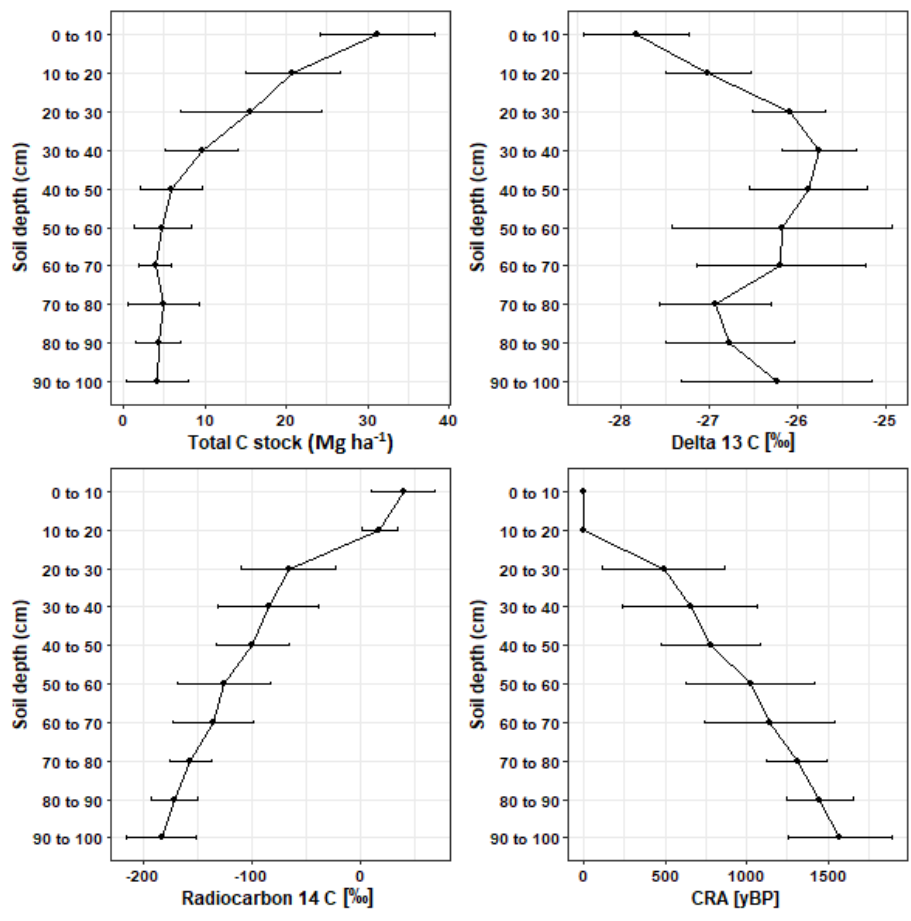 0 to 10
10 to 20
20 to 30
30 to 40
40 to 50
50 to 60
60 to 70
70 to 80
80 to 90
90 to 100
Soil depth (cm)
0 10 20 30 40
Total C stock (Mg ha⁻¹)
0 to 10
10 to 20
20 to 30
30 to 40
40 to 50
50 to 60
60 to 70
70 to 80
80 to 90
90 to 100
Soil depth (cm)
-28 -27 -26 -25
Delta 13 C [‰]
0 to 10
10 to 20
20 to 30
30 to 40
40 to 50
50 to 60
60 to 70
70 to 80
80 to 90
90 to 100
Soil depth (cm)
-200 -100 0
Radiocarbon 14 C [‰]
0 to 10
10 to 20
20 to 30
30 to 40
40 to 50
50 to 60
60 to 70
70 to 80
80 to 90
90 to 100
Soil depth (cm)
0 500 1000 1500
CRA [yBP]